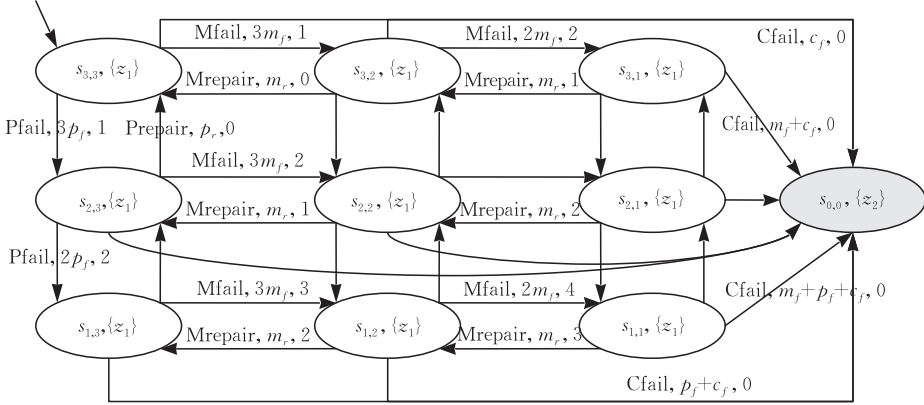 Mfail, 3m_f, 1
Mfail, 2m_f, 2
Cfail, c_f, 0
s_{3,3}, {z_1}
s_{3,2}, {z_1}
s_{3,1}, {z_1}
Mrepair, m_r, 0
Mrepair, m_r, 1
Pfail, 3p_f, 1
Prepair, p_r, 0
Cfail, m_f+c_f, 0
Mfail, 3m_f, 2
s_{2,3}, {z_1}
s_{2,2}, {z_1}
s_{2,1}, {z_1}
s_{0,0}, {z_2}
Mrepair, m_r, 1
Mrepair, m_r, 2
Pfail, 2p_f, 2
Mfail, 3m_f, 3
Mfail, 2m_f, 4
Cfail, m_f+p_f+c_f, 0
s_{1,3}, {z_1}
s_{1,2}, {z_1}
s_{1,1}, {z_1}
Mrepair, m_r, 2
Mrepair, m_r, 3
Cfail, p_f+c_f, 0